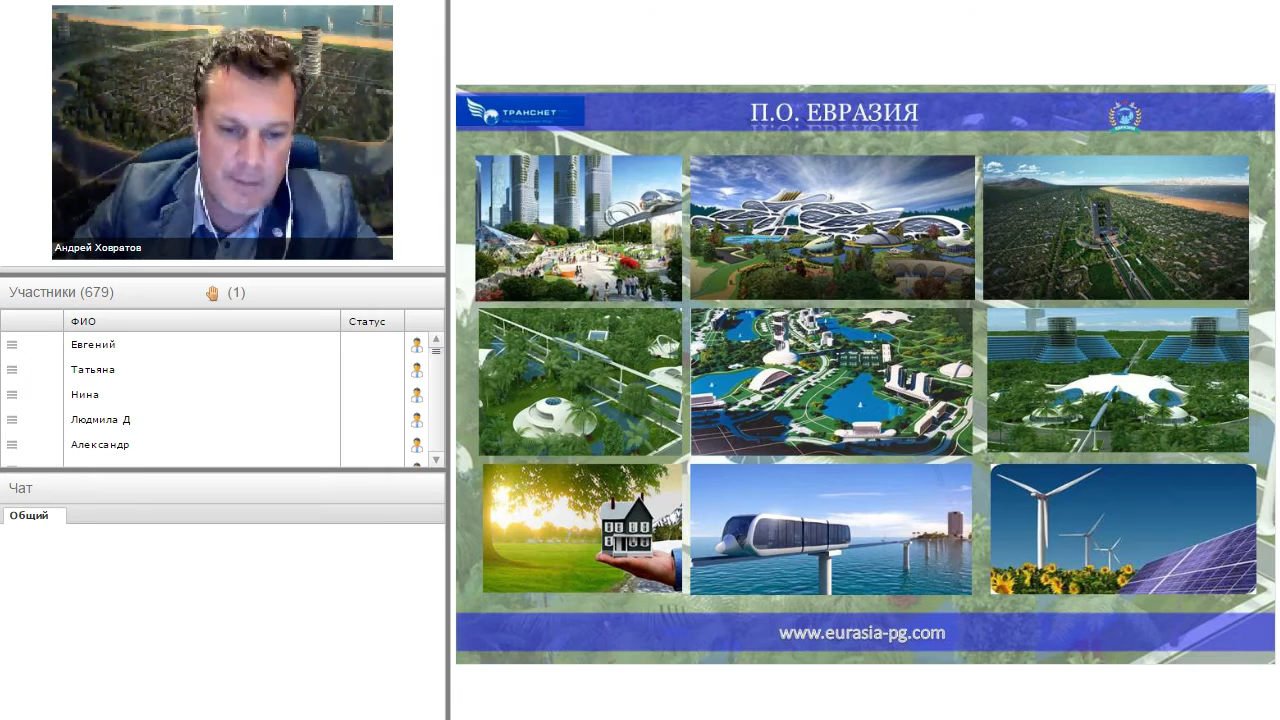 Андрей Ховратов
Участники (679)
(1)
ФИО
Статус
Евгений
Татьяна
Нина
Людмила Д
Александр
Чат
Общий
ТРАНСНЕТ
П.О. ЕВРАЗИЯ
www.eurasia-pg.com